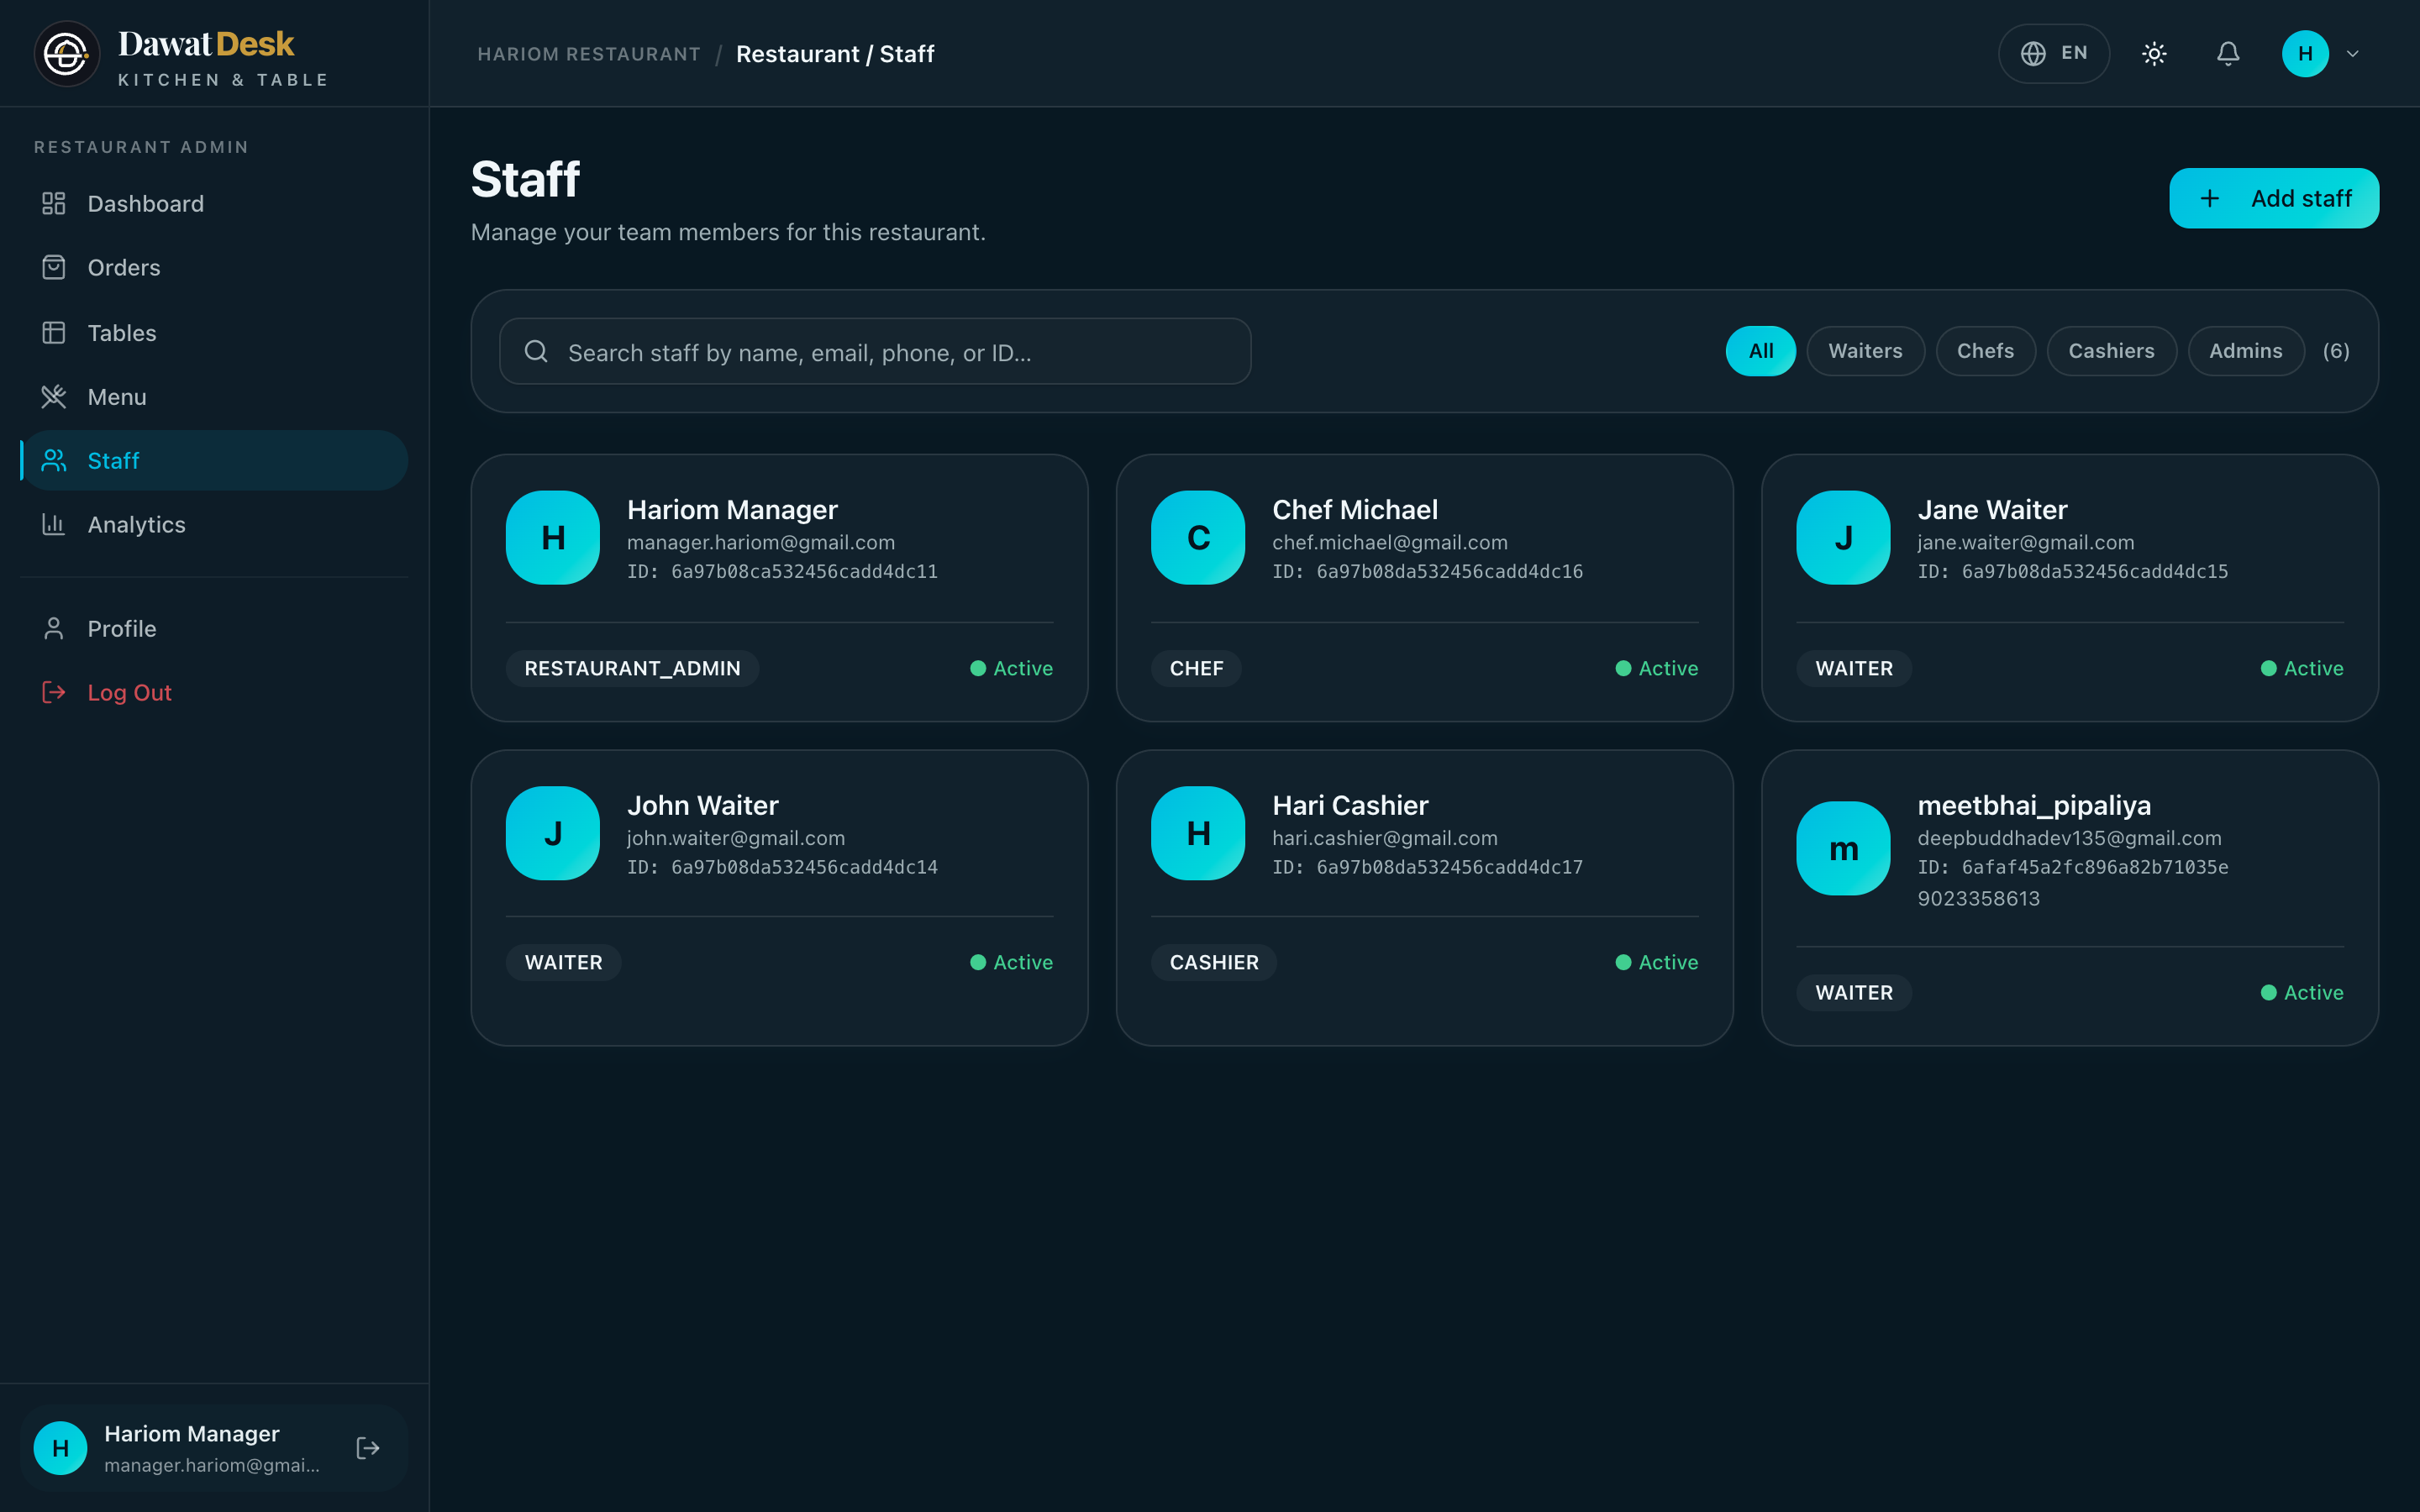 DawatDesk
KITCHEN & TABLE
HARIOM RESTAURANT / Restaurant / Staff
EN
H
RESTAURANT ADMIN
Dashboard
Orders
Tables
Menu
Staff
Analytics
Profile
Log Out
Hariom Manager
manager.hariom@gmai...
H
Staff
Manage your team members for this restaurant.
+ Add staff
Search staff by name, email, phone, or ID...
All
Waiters
Chefs
Cashiers
Admins
(6)
H
Hariom Manager
manager.hariom@gmail.com
ID: 6a97b08ca532456cadd4dc11
RESTAURANT_ADMIN
Active
C
Chef Michael
chef.michael@gmail.com
ID: 6a97b08da532456cadd4dc16
CHEF
Active
J
Jane Waiter
jane.waiter@gmail.com
ID: 6a97b08da532456cadd4dc15
WAITER
Active
J
John Waiter
john.waiter@gmail.com
ID: 6a97b08da532456cadd4dc14
WAITER
Active
H
Hari Cashier
hari.cashier@gmail.com
ID: 6a97b08da532456cadd4dc17
CASHIER
Active
m
meetbhai_pipaliya
deepbuddhadev135@gmail.com
ID: 6afaf45a2fc896a82b71035e
9023358613
WAITER
Active